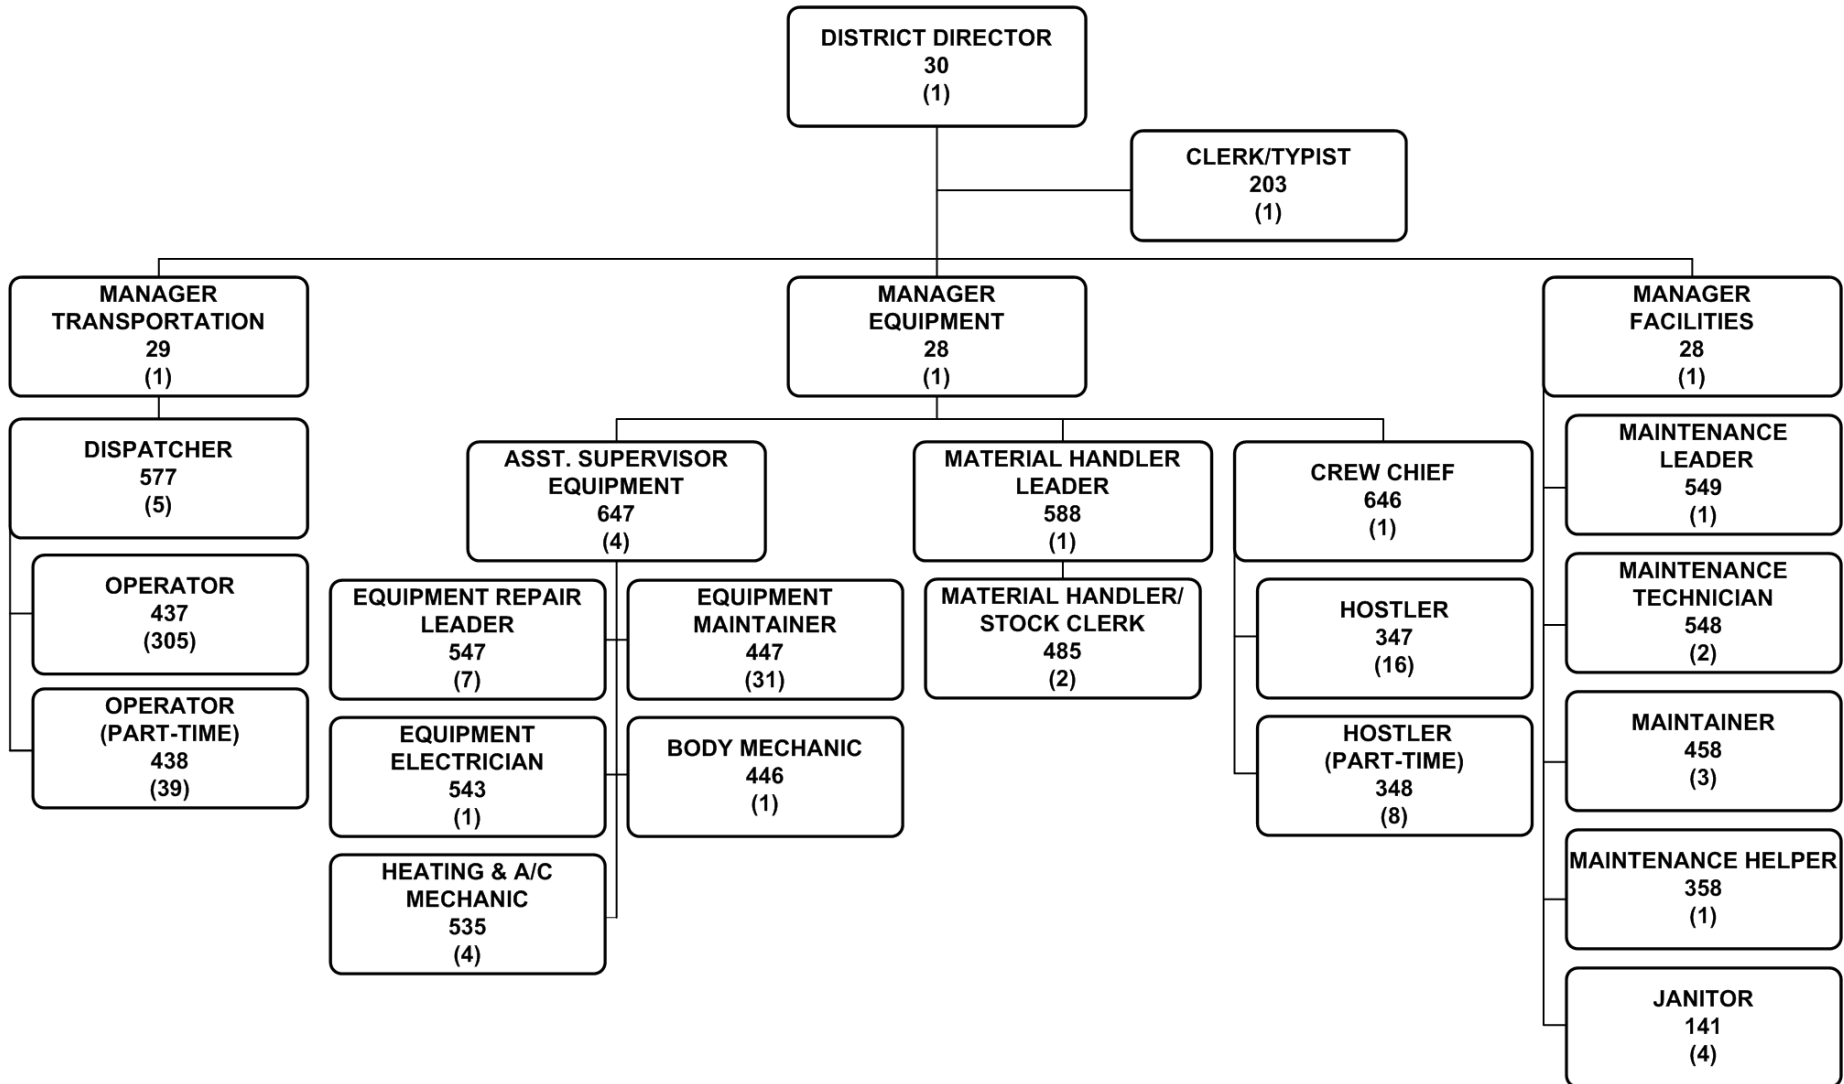 DISTRICT DIRECTOR
30
(1)
CLERK/TYPIST
203
(1)
MANAGER
TRANSPORTATION
29
(1)
DISPATCHER
577
(5)
OPERATOR
437
(305)
OPERATOR
(PART-TIME)
438
(39)
MANAGER
EQUIPMENT
28
(1)
ASST. SUPERVISOR
EQUIPMENT
647
(4)
EQUIPMENT REPAIR
LEADER
547
(7)
EQUIPMENT
MAINTAINER
447
(31)
EQUIPMENT
ELECTRICIAN
543
(1)
BODY MECHANIC
446
(1)
HEATING & A/C
MECHANIC
535
(4)
MATERIAL HANDLER
LEADER
588
(1)
MATERIAL HANDLER/
STOCK CLERK
485
(2)
CREW CHIEF
646
(1)
HOSTLER
347
(16)
HOSTLER
(PART-TIME)
348
(8)
MANAGER
FACILITIES
28
(1)
MAINTENANCE
LEADER
549
(1)
MAINTENANCE
TECHNICIAN
548
(2)
MAINTAINER
458
(3)
MAINTENANCE HELPER
358
(1)
JANITOR
141
(4)